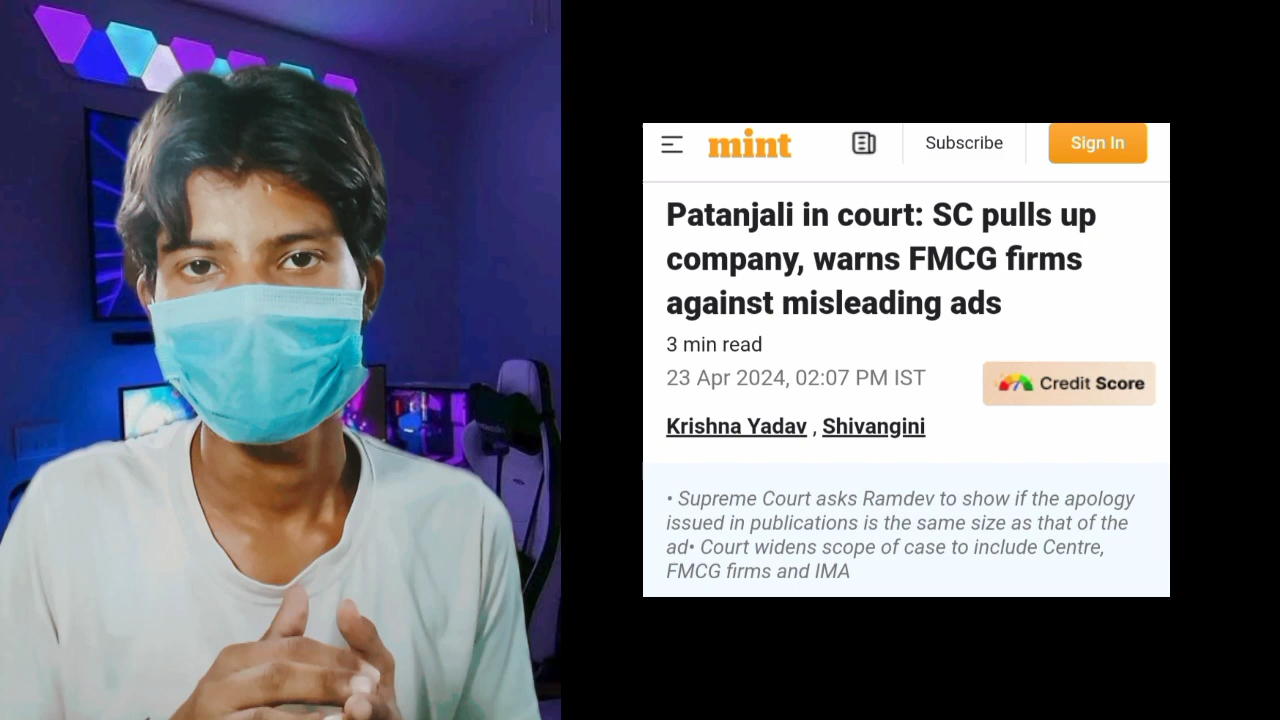 mint
Subscribe
Sign In
Patanjali in court: SC pulls up
company, warns FMCG firms
against misleading ads
3 min read
23 Apr 2024, 02:07 PM IST
Credit Score
Krishna Yadav , Shivangini
• Supreme Court asks Ramdev to show if the apology
issued in publications is the same size as that of the
ad• Court widens scope of case to include Centre,
FMCG firms and IMA